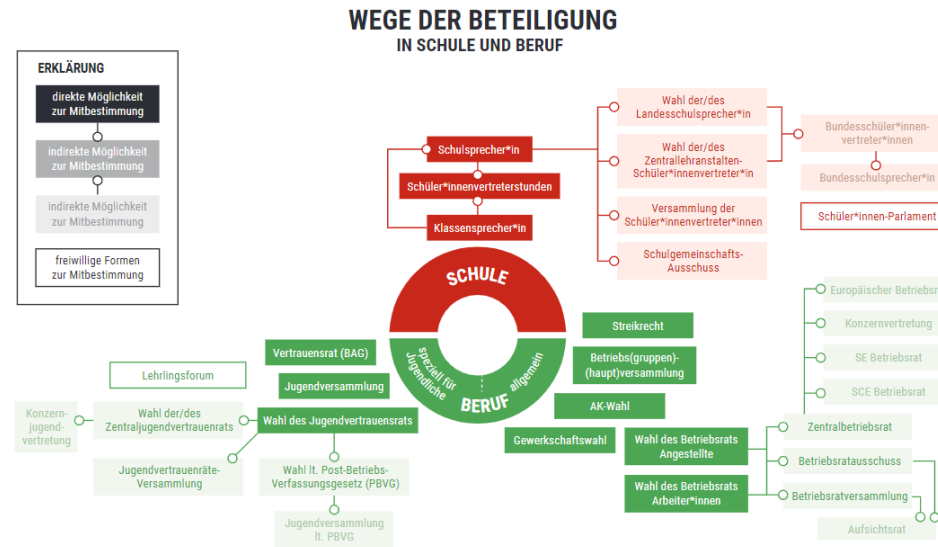 WEGE DER BETEILIGUNG
IN SCHULE UND BERUF
ERKLÄRUNG
direkte Möglichkeit
zur Mitbestimmung
indirekte Möglichkeit
zur Mitbestimmung
indirekte Möglichkeit
zur Mitbestimmung
freiwillige Formen
zur Mitbestimmung
Schulsprecher*in
Schüler*innenvertreterstunden
Klassensprecher*in
Wahl der/des
Landesschulsprecher*in
Wahl der/des
Zentrallehranstalten-
Schüler*innenvertreter*in
Versammlung der
Schüler*innenvertreter*innen
Schulgemeinschafts-
Ausschuss
Bundesschüler*innen-
vertreter*innen
Bundesschulsprecher*in
Schüler*innen-Parlament
SCHULE
speziell für
Jugendliche
BERUF
allgemein
Vertrauensrat (BAG)
Lehrlingsforum
Jugendversammlung
Konzern-
jugend-
vertretung
Wahl der/des
Zentraljugendvertrauensrats
Wahl des Jugendvertrauensrats
Jugendvertrauenräte-
Versammlung
Wahl lt. Post-Betriebs-
Verfassungsgesetz (PBVG)
Jugendversammlung
lt. PBVG
Streikrecht
Betriebs(gruppen)-
(haupt)versammlung
AK-Wahl
Gewerkschaftswahl
Wahl des Betriebsrats
Angestellte
Wahl des Betriebsrats
Arbeiter*innen
Europäischer
Konzernvertretung
SE Betriebsrat
SCE Betriebsrat
Zentralbetriebsrat
Betriebsratausschuss
Betriebsratversammlung
Aufsichtsrat